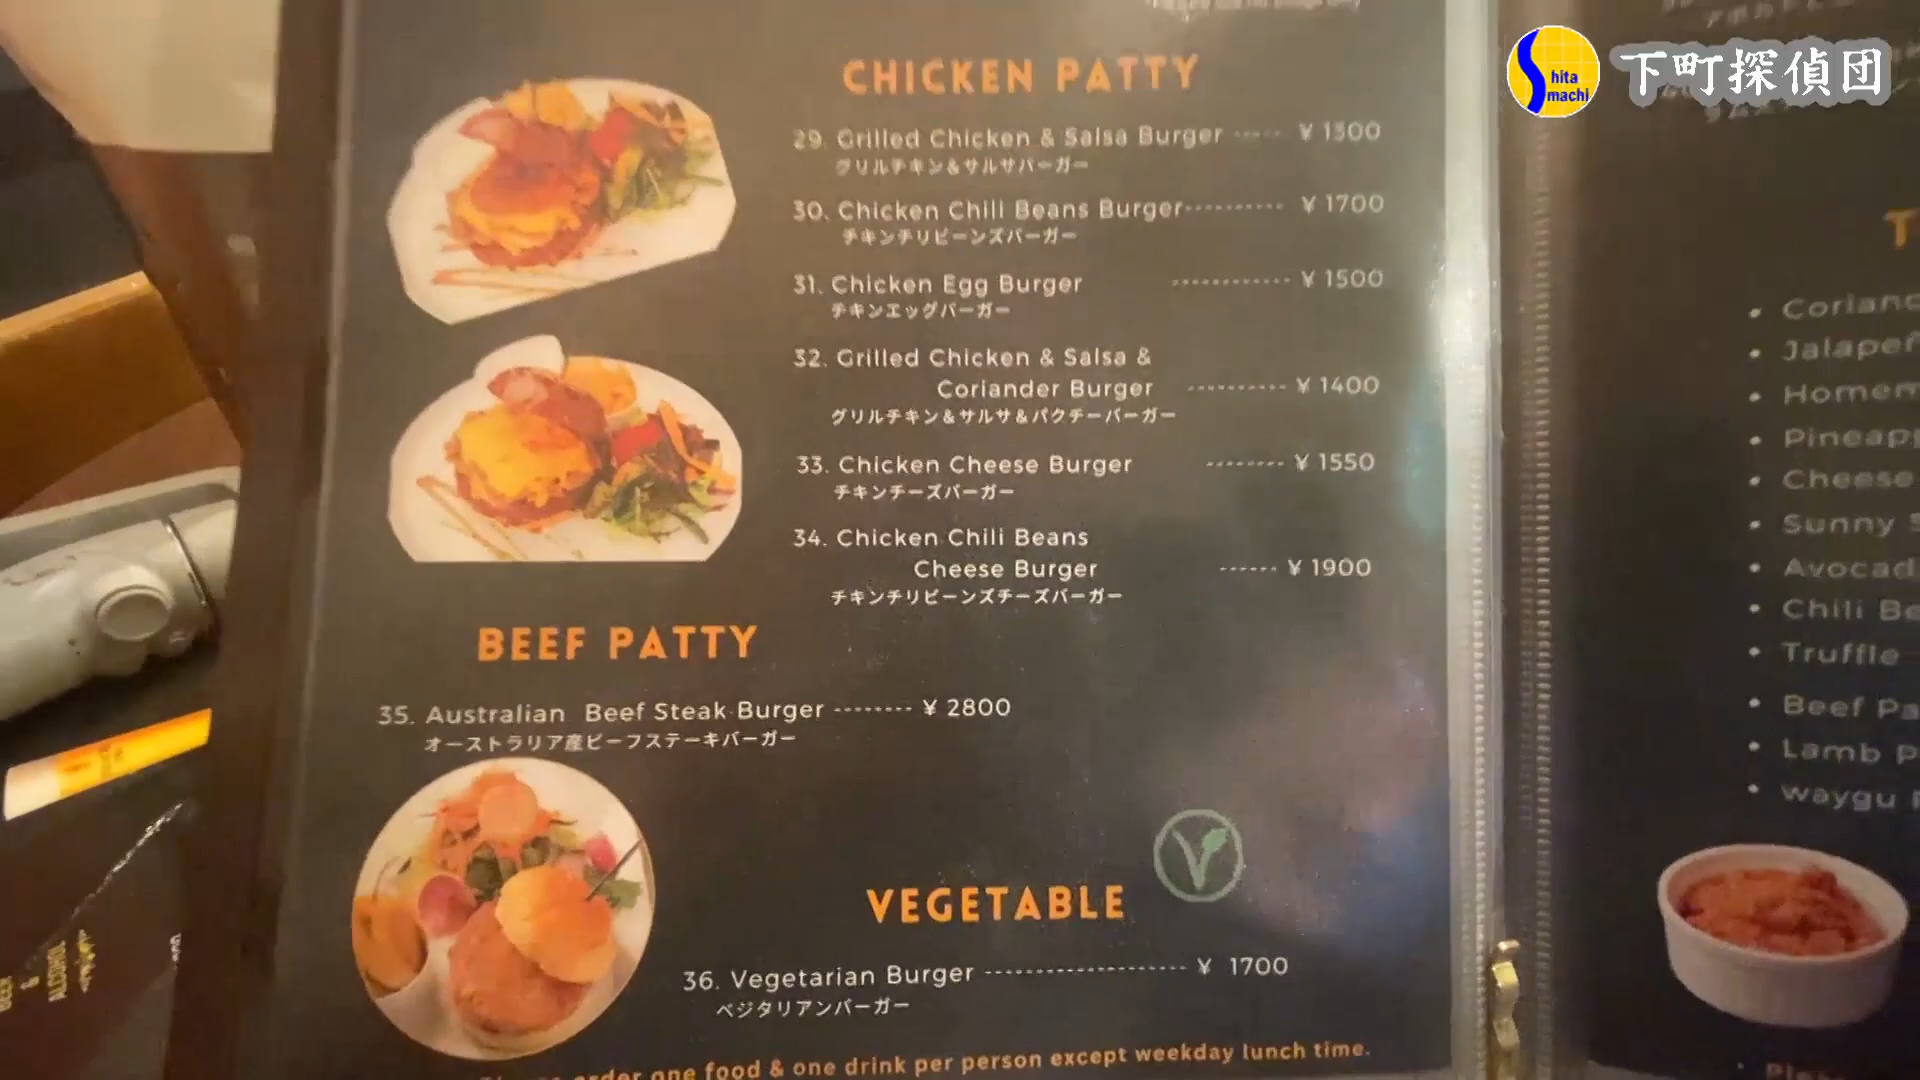 Shita machi
下町探偵団
CHICKEN PATTY
29. Grilled Chicken & Salsa Burger ----- ¥ 1300
グリルチキン&サルサバーガー
30. Chicken Chili Beans Burger---------- ¥ 1700
チキンチリビーンズバーガー
31. Chicken Egg Burger ------------ ¥ 1500
チキンエッグバーガー
32. Grilled Chicken & Salsa &
Coriander Burger ---------- ¥ 1400
グリルチキン&サルサ&パクチーバーガー
33. Chicken Cheese Burger -------- ¥ 1550
チキンチーズバーガー
34. Chicken Chili Beans
Cheese Burger ------ ¥ 1900
チキンチリビーンズチーズバーガー
BEEF PATTY
35. Australian Beef Steak Burger -------- ¥ 2800
オーストラリア産ビーフステーキバーガー
VEGETABLE
36. Vegetarian Burger -------------------- ¥ 1700
ベジタリアンバーガー
order one food & one drink per person except weekday lunch time.
Cheese
Sunny
Truffle
Beef
Lamb
waygu
BEER
&
ALCOHOL